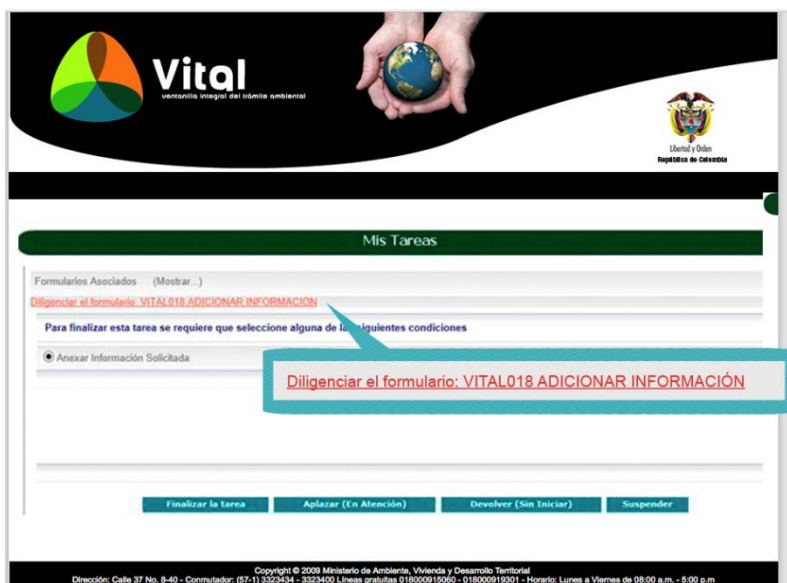 Vital
ventanilla integral del trámite ambiental
Libertad y Orden
República de Colombia
Mis Tareas
Formularios Asociados (Mostrar...)
Diligenciar el formulario: VITAL018 ADICIONAR INFORMACION
Para finalizar esta tarea se requiere que seleccione alguna de las siguientes condiciones
Anexar Información Solicitada
Diligenciar el formulario: VITAL018 ADICIONAR INFORMACIÓN
Finalizar la tarea Aplazar (En Atención) Devolver (Sin Iniciar) Suspender
Copyright © 2009 Ministerio de Ambiente, Vivienda y Desarrollo Territorial
Dirección: Calle 37 No. 8-40 - Conmutador: (57-1) 3323434 - 3323400 Líneas gratuitas 018000915060 - 018000919301 - Horario: Lunes a Viernes de 08:00 a.m. - 5:00 p.m